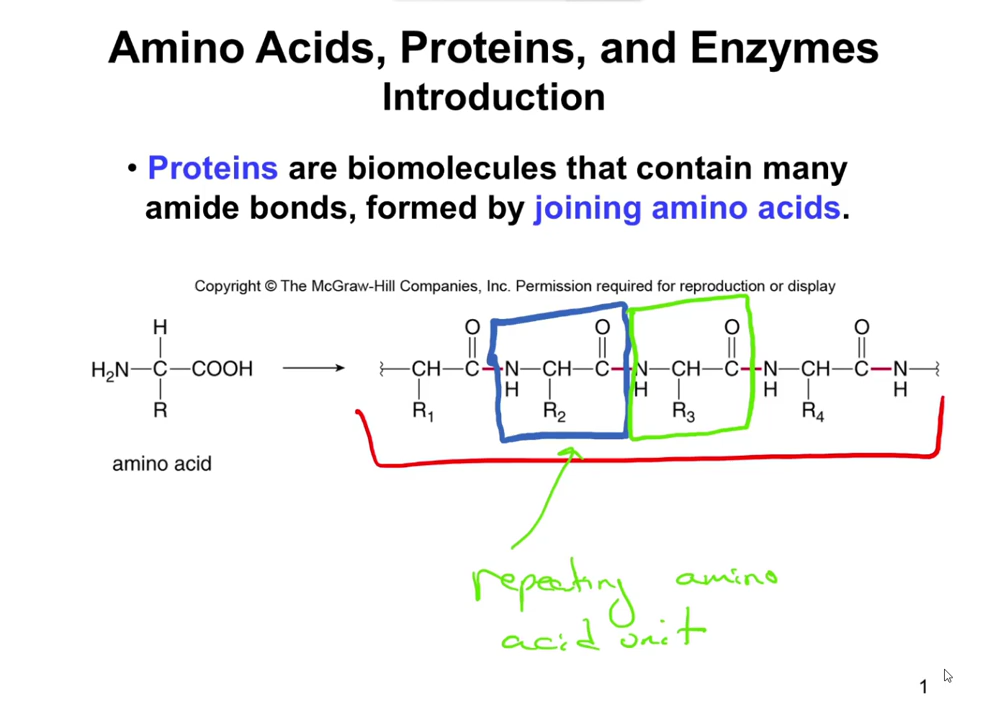 Amino Acids, Proteins, and Enzymes
Introduction
• Proteins are biomolecules that contain many
amide bonds, formed by joining amino acids.
Copyright © The McGraw-Hill Companies, Inc. Permission required for reproduction or display
H O O O O
H₂N—C—COOH CH—C—N—CH—C—N—CH—C—N—CH—C—N
H H H H
R R₁ R₂ R₃ R₄
amino acid
repeating amino
acid unit
1